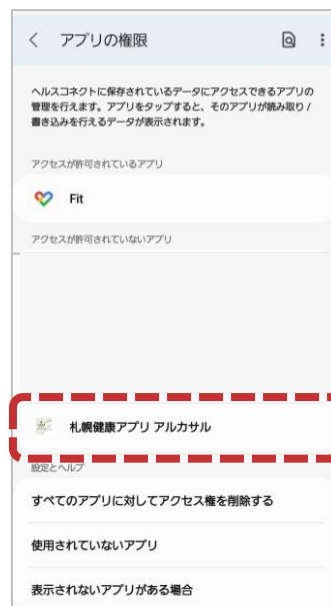 アプリの権限
ヘルスコネクトに保存されているデータにアクセスできるアプリの
管理を行えます。アプリをタップすると、そのアプリが読み取り /
書き込みを行えるデータが表示されます。
アクセスが許可されているアプリ
Fit
アクセスが許可されていないアプリ
札幌健康アプリ アルカサル
設定とヘルプ
すべてのアプリに対してアクセス権を削除する
使用されていないアプリ
表示されないアプリがある場合